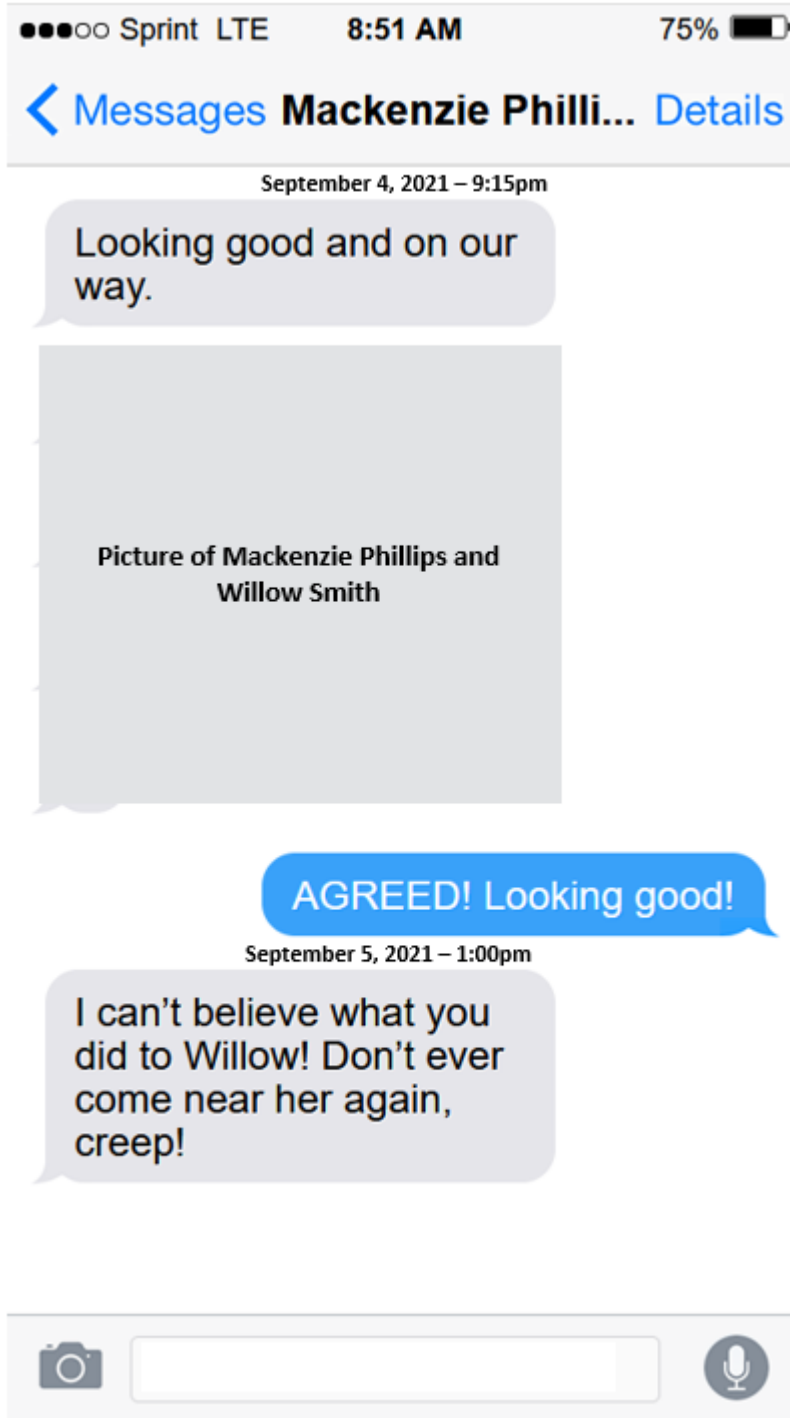 Sprint LTE 8:51 AM 75%
Messages Mackenzie Philli... Details
September 4, 2021 – 9:15pm
Looking good and on our
way.
Picture of Mackenzie Phillips and
Willow Smith
AGREED! Looking good!
September 5, 2021 – 1:00pm
I can’t believe what you
did to Willow! Don’t ever
come near her again,
creep!